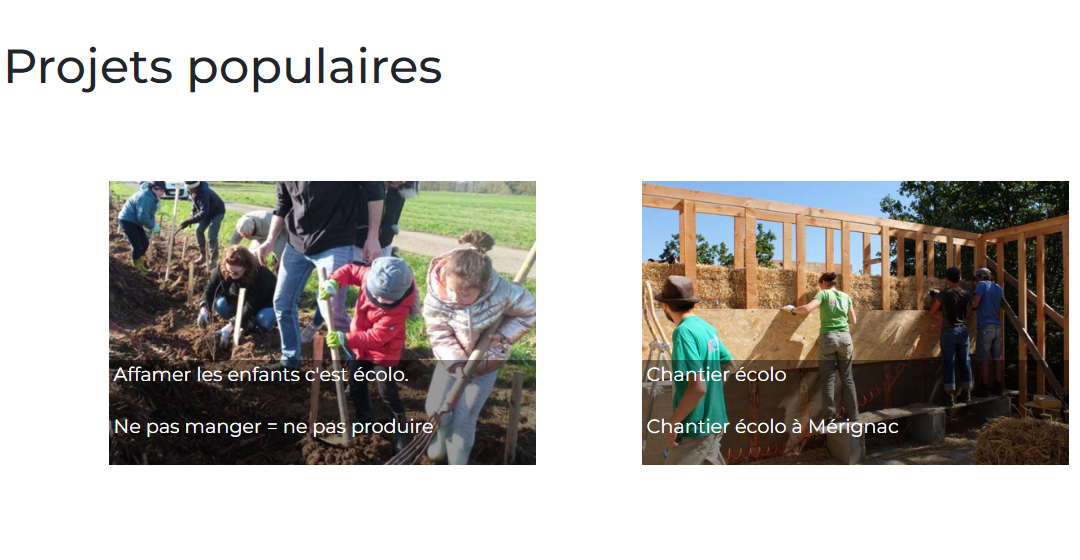 Projets populaires
Affamer les enfants c'est écolo.
Ne pas manger = ne pas produire
Chantier écolo
Chantier écolo à Mérignac